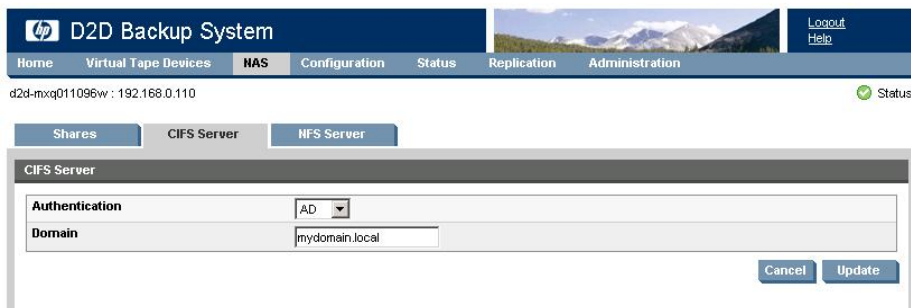 hp D2D Backup System
Logout
Help
Home Virtual Tape Devices NAS Configuration Status Replication Administration
d2d-mxq011096w : 192.168.0.110 Status
Shares CIFS Server NFS Server
CIFS Server
Authentication AD
Domain mydomain.local
Cancel Update